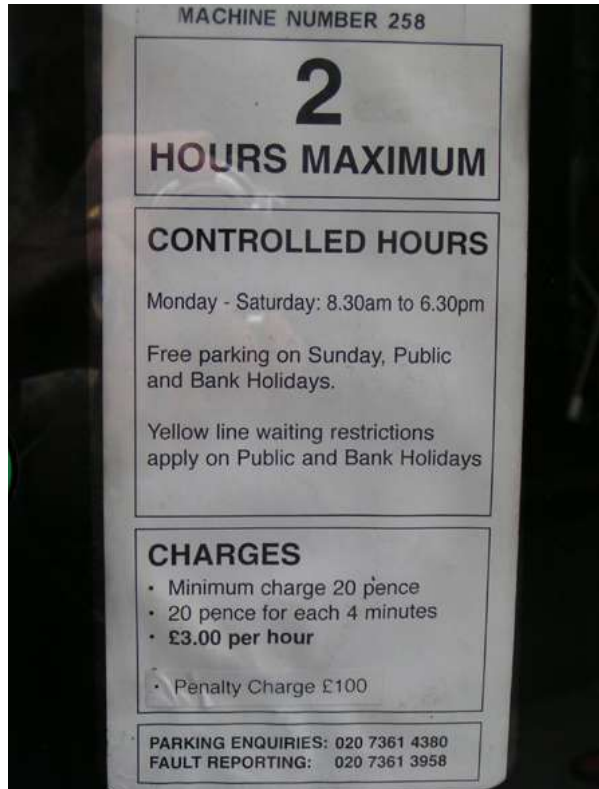 MACHINE NUMBER 258
2
HOURS MAXIMUM
CONTROLLED HOURS
Monday - Saturday: 8.30am to 6.30pm
Free parking on Sunday, Public
and Bank Holidays.
Yellow line waiting restrictions
apply on Public and Bank Holidays
CHARGES
· Minimum charge 20 pence
· 20 pence for each 4 minutes
· £3.00 per hour
· Penalty Charge £100
PARKING ENQUIRIES: 020 7361 4380
FAULT REPORTING: 020 7361 3958